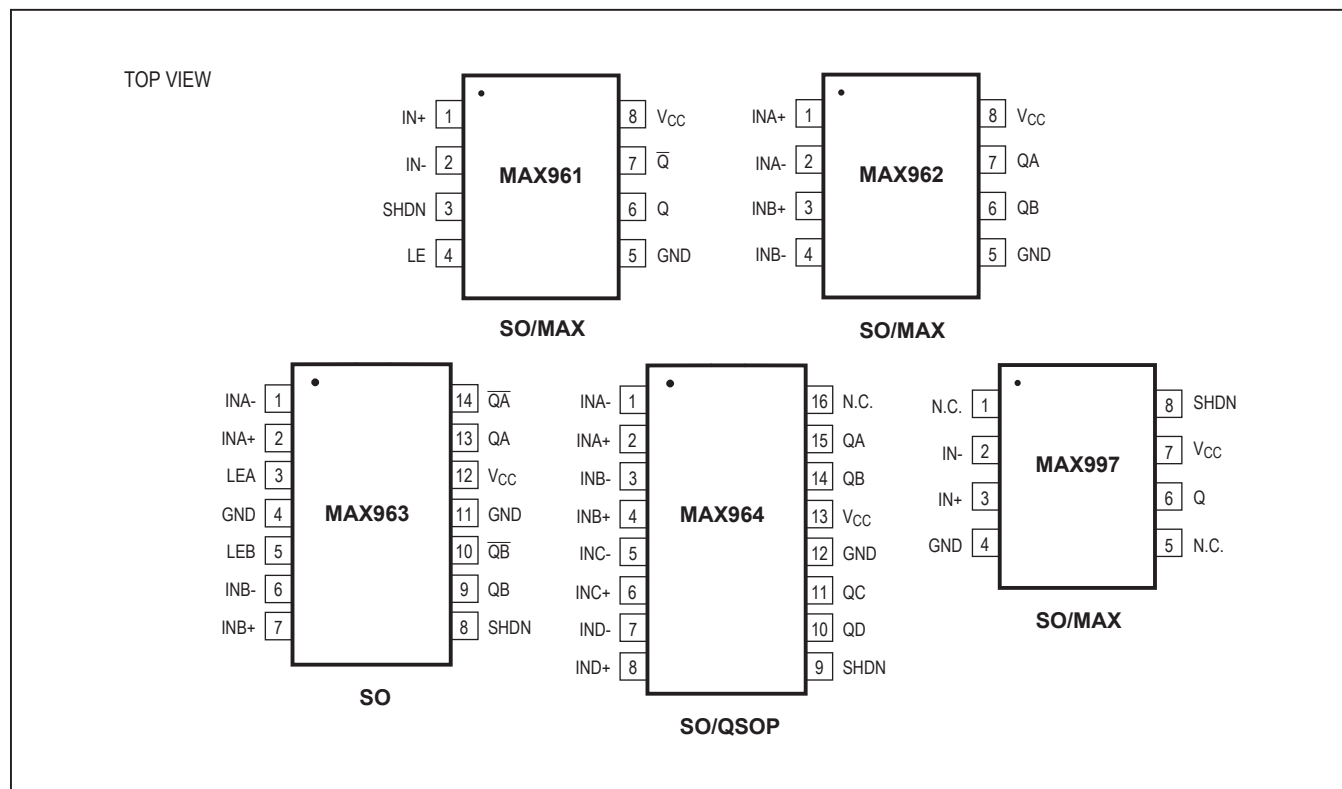 TOP VIEW
IN+ 1
IN- 2
SHDN 3
LE 4
MAX961
8 VCC
7 Q̅
6 Q
5 GND
SO/MAX
INA+ 1
INA- 2
INB+ 3
INB- 4
MAX962
8 VCC
7 QA
6 QB
5 GND
SO/MAX
INA- 1
INA+ 2
LEA 3
GND 4
LEB 5
INB- 6
INB+ 7
MAX963
14 Q̅A̅
13 QA
12 VCC
11 GND
10 Q̅B̅
9 QB
8 SHDN
SO
INA- 1
INA+ 2
INB- 3
INB+ 4
INC- 5
INC+ 6
IND- 7
IND+ 8
MAX964
16 N.C.
15 QA
14 QB
13 VCC
12 GND
11 QC
10 QD
9 SHDN
SO/QSOP
N.C. 1
IN- 2
IN+ 3
GND 4
MAX997
8 SHDN
7 VCC
6 Q
5 N.C.
SO/MAX